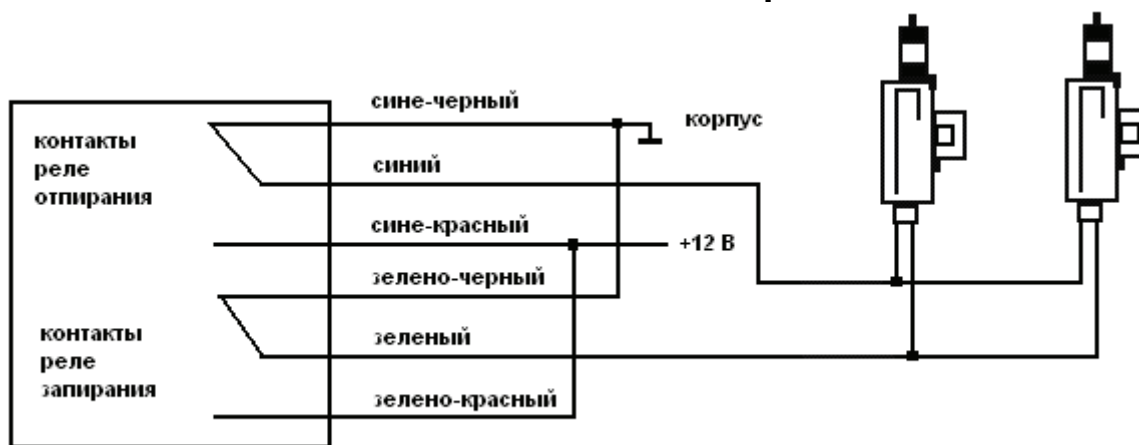 сине-черный
корпус
контакты
реле
отпирания
синий
сине-красный
+12 В
зелено-черный
контакты
реле
запирания
зеленый
зелено-красный